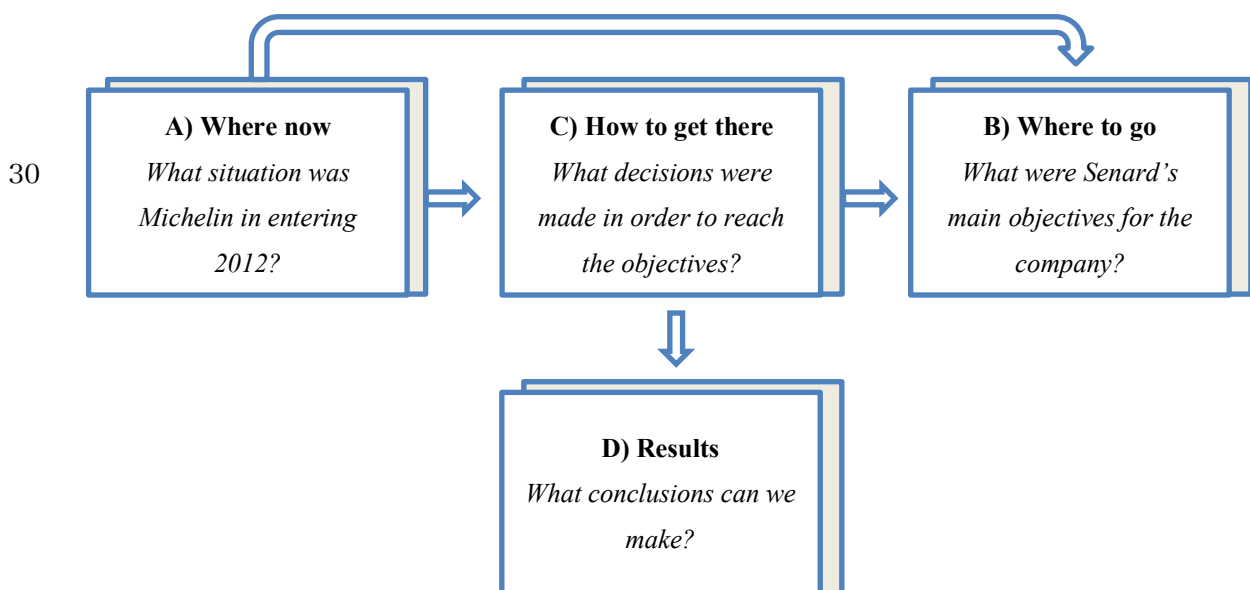 30
A) Where now
What situation was
Michelin in entering
2012?
C) How to get there
What decisions were
made in order to reach
the objectives?
B) Where to go
What were Senard’s
main objectives for the
company?
D) Results
What conclusions can we
make?